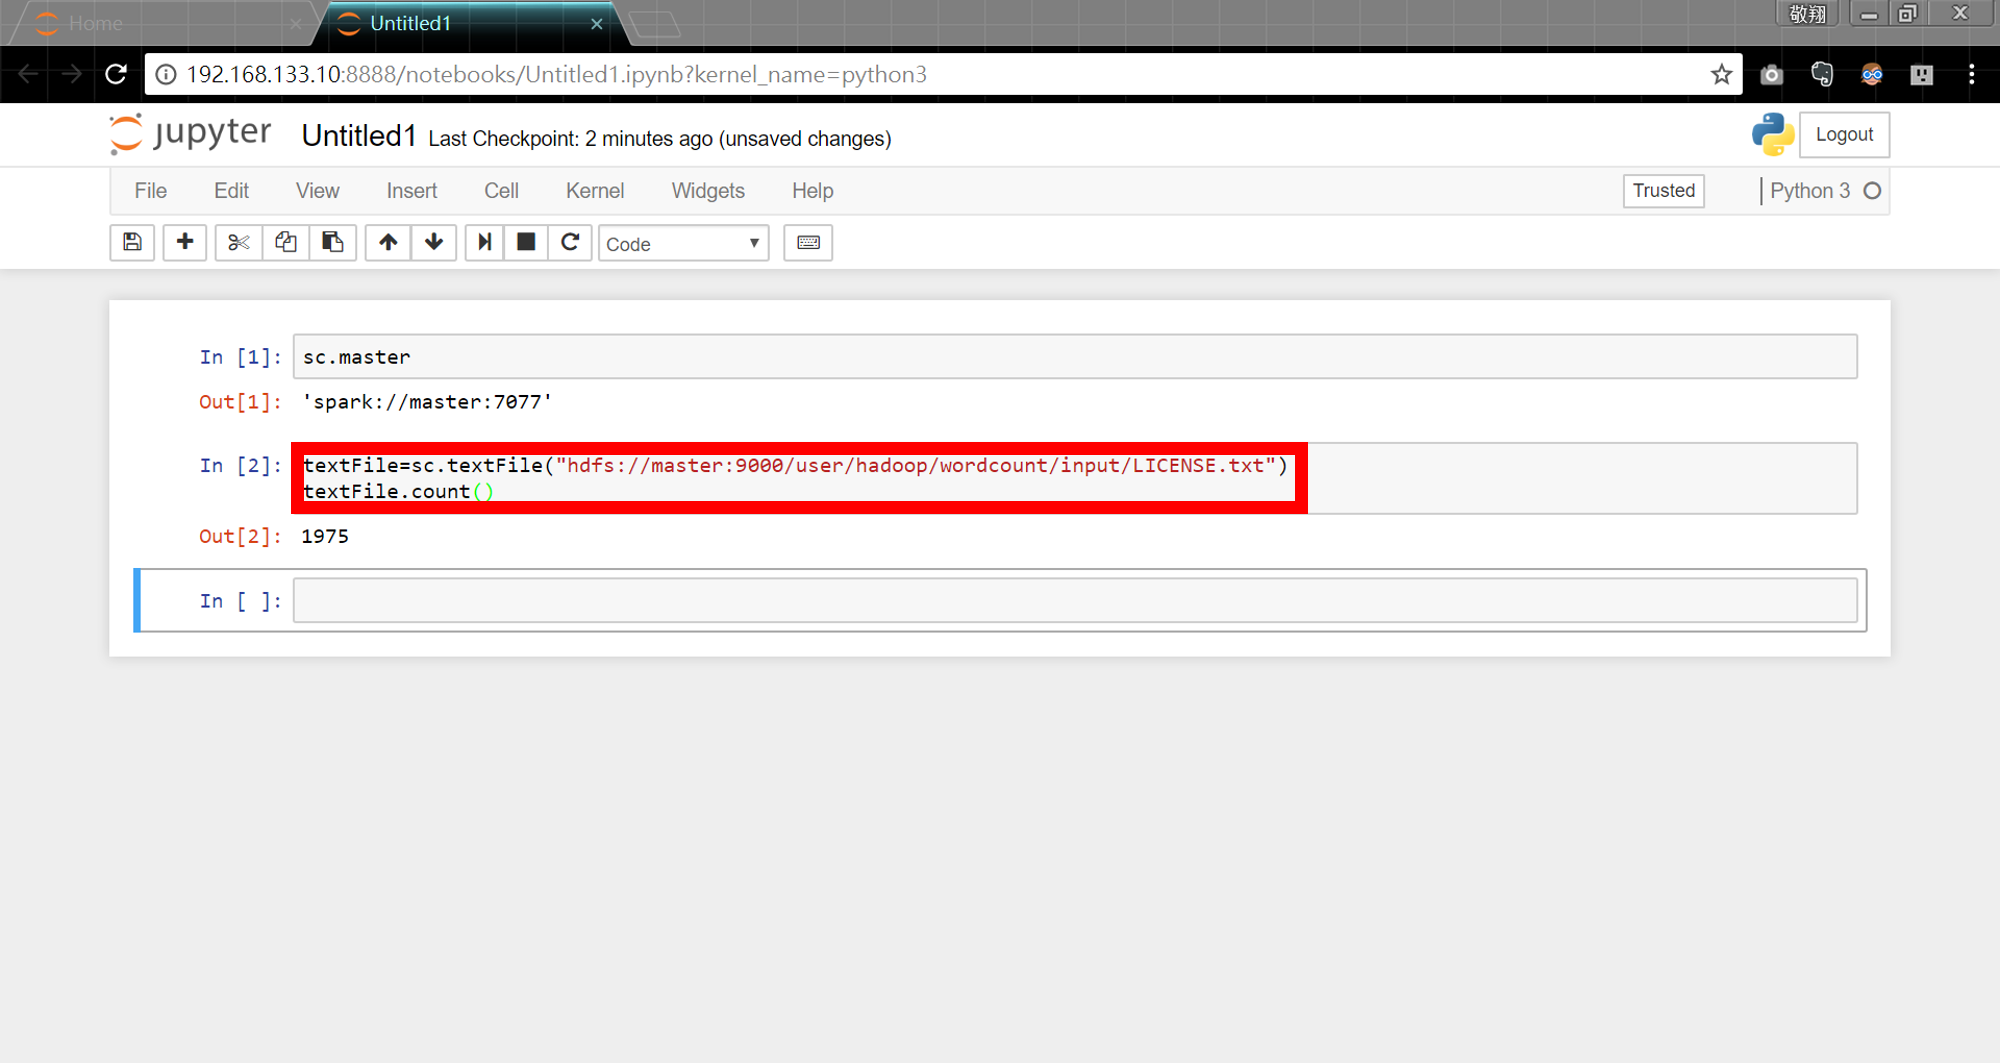 Home
Untitled1
敬翔
192.168.133.10:8888/notebooks/Untitled1.ipynb?kernel_name=python3
jupyter Untitled1 Last Checkpoint: 2 minutes ago (unsaved changes)
Logout
File Edit View Insert Cell Kernel Widgets Help
Trusted
Python 3
Code
In [1]: sc.master
Out[1]: 'spark://master:7077'
In [2]: textFile=sc.textFile("hdfs://master:9000/user/hadoop/wordcount/input/LICENSE.txt")
textFile.count()
Out[2]: 1975
In [ ]: